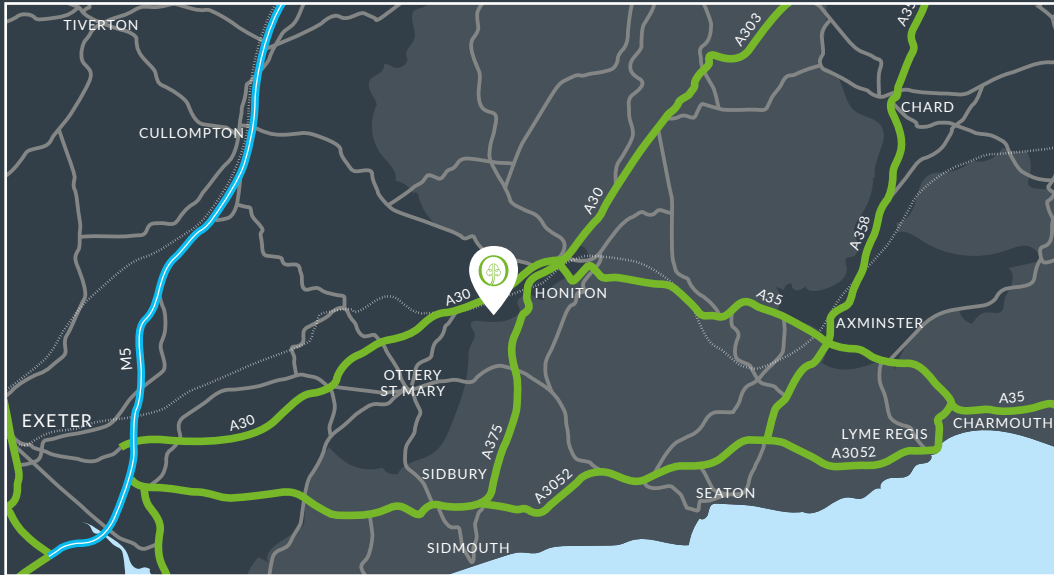 TIVERTON
A303
CHARD
CULLOMPTON
A30
A358
A30
HONITON
A35
AXMINSTER
M5
OTTERY
ST MARY
A35
EXETER
A30
CHARMOUTH
LYME REGIS
A375
A3052
SIDBURY
A3052
SEATON
SIDMOUTH